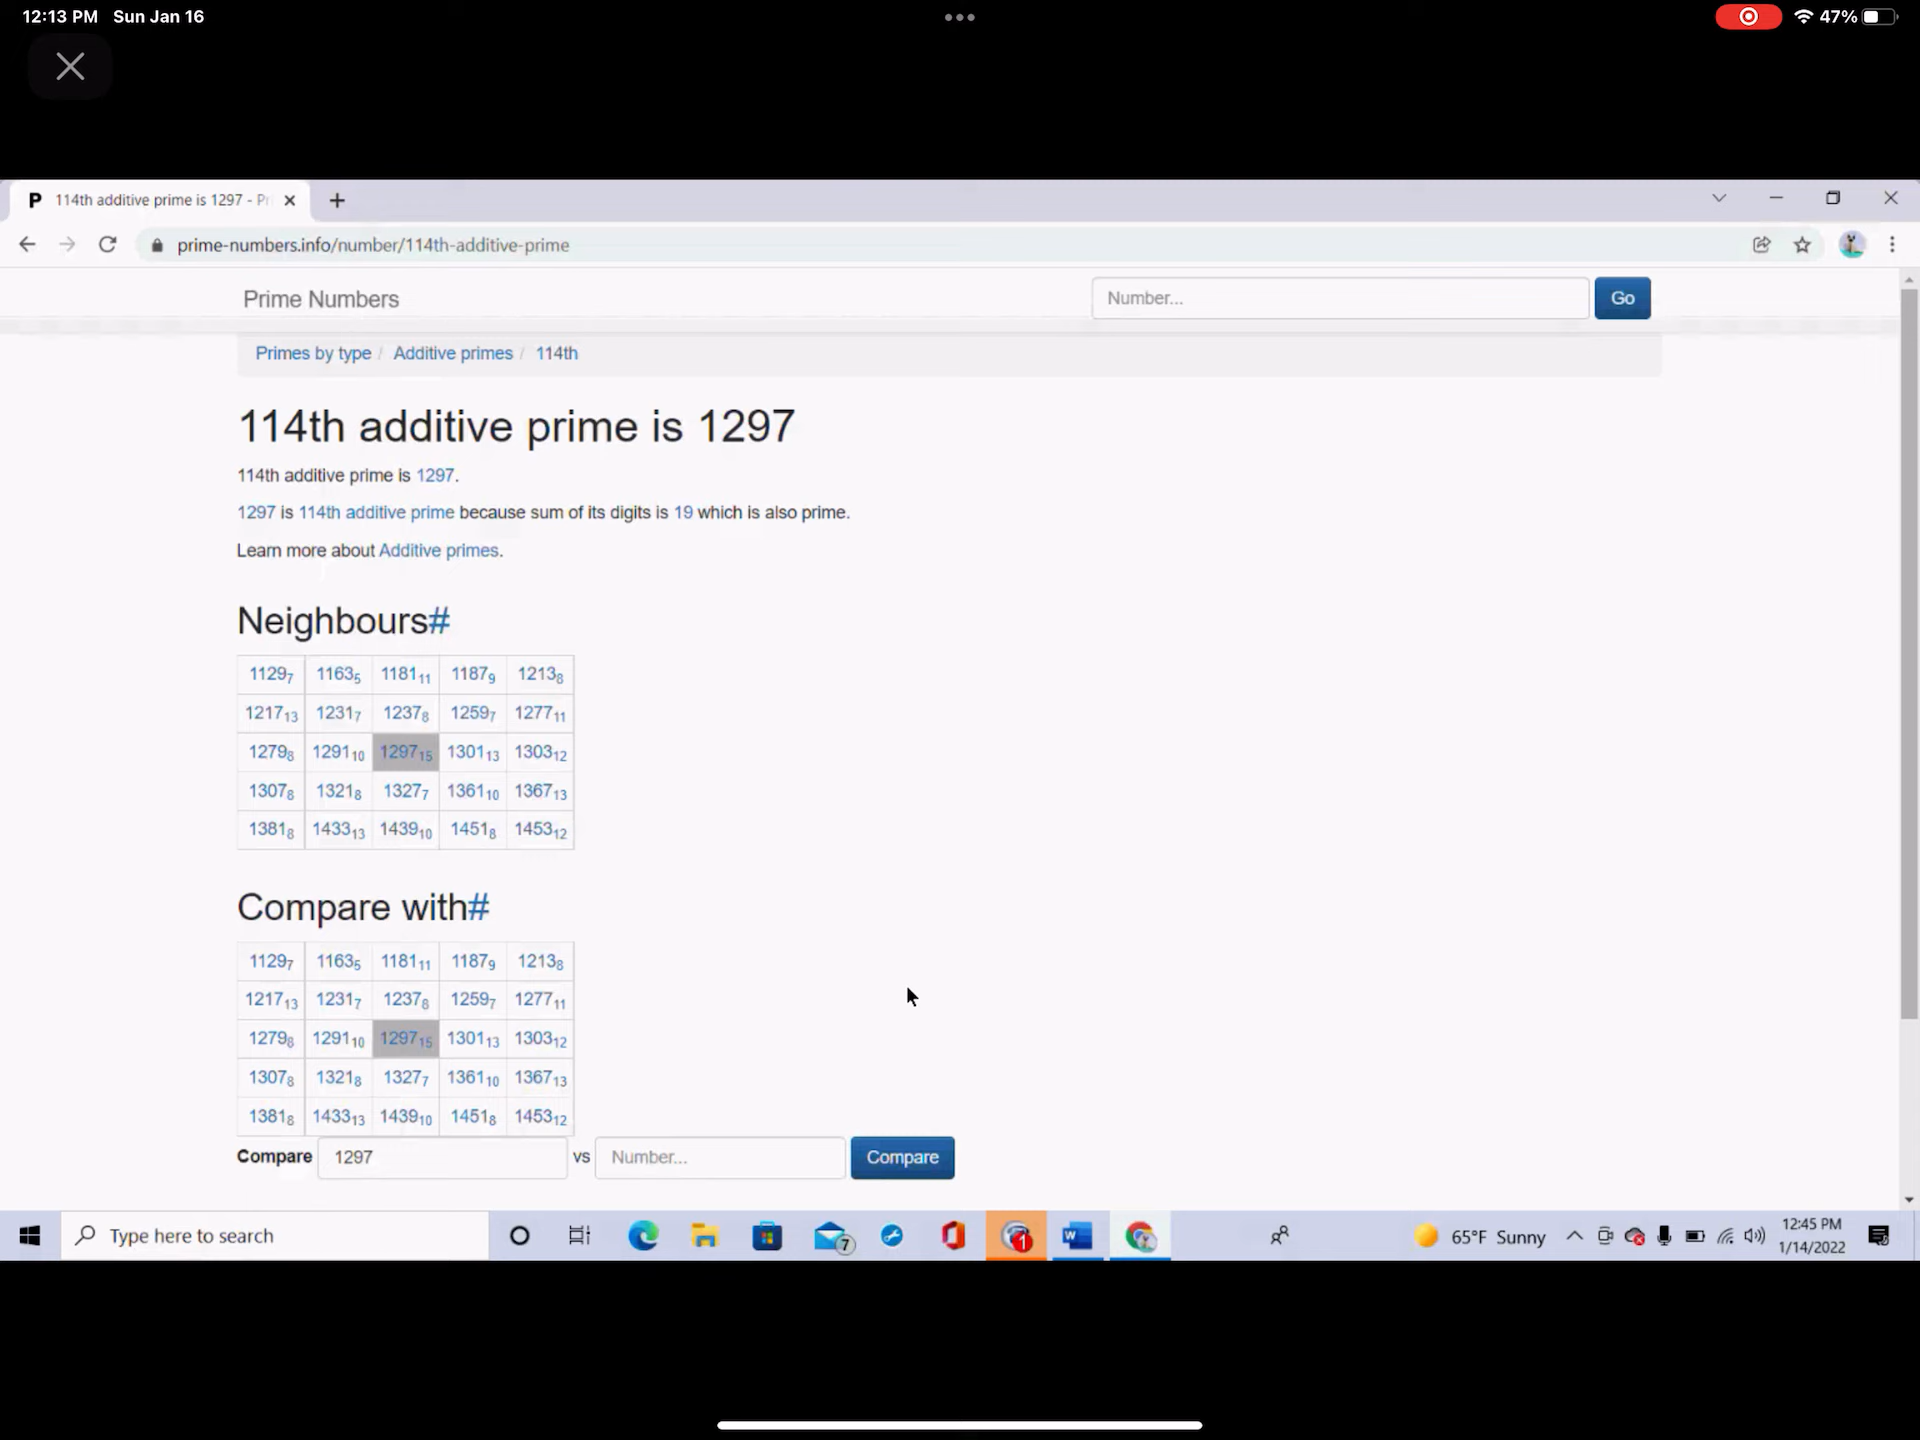 12:13 PM Sun Jan 16
47%
114th additive prime is 1297 - Pr
prime-numbers.info/number/114th-additive-prime
Prime Numbers
Number...
Go
Primes by type / Additive primes / 114th
114th additive prime is 1297
114th additive prime is 1297.
1297 is 114th additive prime because sum of its digits is 19 which is also prime.
Learn more about Additive primes.
Neighbours#
1129₇ 1163₅ 1181₁₁ 1187₉ 1213₈
1217₁₃ 1231₇ 1237₈ 1259₇ 1277₁₁
1279₈ 1291₁₀ 1297₁₅ 1301₁₃ 1303₁₂
1307₈ 1321₈ 1327₇ 1361₁₀ 1367₁₃
1381₈ 1433₁₃ 1439₁₀ 1451₈ 1453₁₂
Compare with#
1129₇ 1163₅ 1181₁₁ 1187₉ 1213₈
1217₁₃ 1231₇ 1237₈ 1259₇ 1277₁₁
1279₈ 1291₁₀ 1297₁₅ 1301₁₃ 1303₁₂
1307₈ 1321₈ 1327₇ 1361₁₀ 1367₁₃
1381₈ 1433₁₃ 1439₁₀ 1451₈ 1453₁₂
Compare 1297 vs Number... Compare
Type here to search
7
1
W
65°F Sunny
12:45 PM
1/14/2022